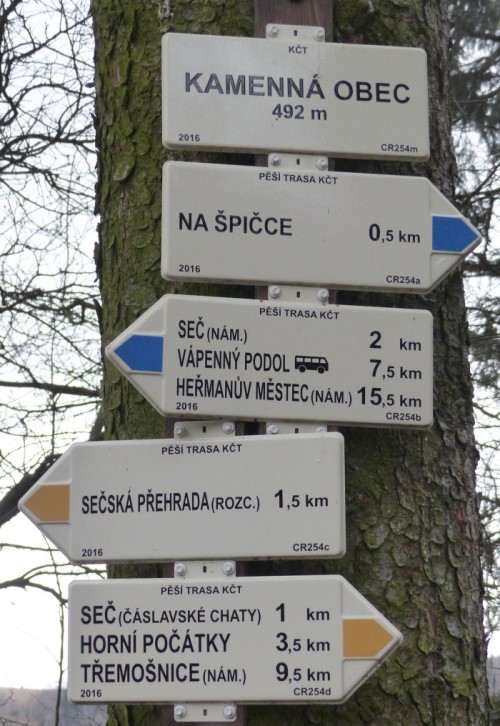 KČT
KAMENNÁ OBEC
492 m
2016 CR254m
PĚŠÍ TRASA KČT
NA ŠPIČCE 0,5 km
2016 CR254a
PĚŠÍ TRASA KČT
SEČ (NÁM.) 2 km
VÁPENNÝ PODOL 7,5 km
HEŘMANŮV MĚSTEC (NÁM.) 15,5 km
2016 CR254b
PĚŠÍ TRASA KČT
SEČSKÁ PŘEHRADA (ROZC.) 1,5 km
2016 CR254c
PĚŠÍ TRASA KČT
SEČ (ČÁSLAVSKÉ CHATY) 1 km
HORNÍ POČÁTKY 3,5 km
TŘEMOŠNICE (NÁM.) 9,5 km
2016 CR254d